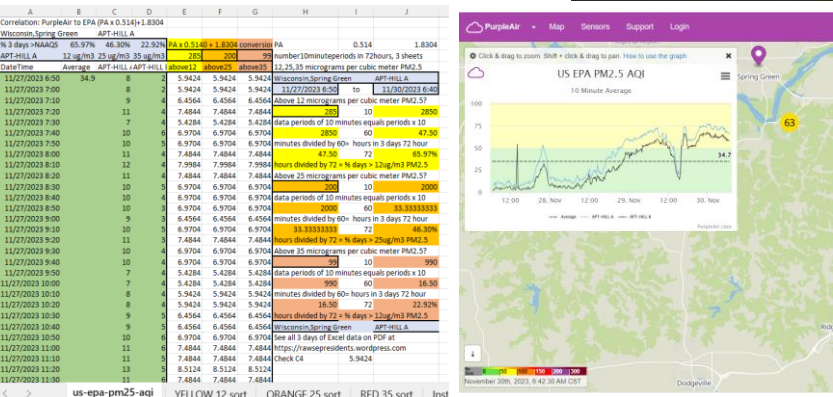 A B C D E F G H I J
Correlation: PurpleAir to EPA (PA x 0.514)+1.8304
Wisconsin,Spring Green APT-HILL A
% 3 days >NAAQS 65.97% 46.30% 22.92% PA x 0.5140 + 1.8304 conversio PA 0.514 1.8304
APT-HILL A 12 ug/m3 25 ug/m3 35 ug/m3 285 200 99 number10minuteperiods in 72hours, 3 sheets
DateTime Average APT-HILL APT-HILL above12 above25 above35 12,25,35 micrograms per cubic meter PM2.5
11/27/2023 6:50 34.9 8 2 5.9424 5.9424 5.9424 Wisconsin,Spring Green APT-HILL A
11/27/2023 7:00 8 2 5.9424 5.9424 5.9424 11/27/2023 6:50 to 11/30/2023 6:40
11/27/2023 7:10 9 4 6.4564 6.4564 6.4564 Above 12 micrograms per cubic meter PM2.5?
11/27/2023 7:20 11 4 7.4844 7.4844 7.4844 285 10 2850
11/27/2023 7:30 7 4 5.4284 5.4284 5.4284 data periods of 10 minutes equals periods x 10
11/27/2023 7:40 10 6 6.9704 6.9704 6.9704 2850 60 47.50
11/27/2023 7:50 10 5 6.9704 6.9704 6.9704 minutes divided by 60= hours in 3 days 72 hour
11/27/2023 8:00 11 4 7.4844 7.4844 7.4844 47.50 72 65.97%
11/27/2023 8:10 12 4 7.9984 7.9984 7.9984 hours divided by 72 = % days > 12ug/m3 PM2.5
11/27/2023 8:20 11 4 7.4844 7.4844 7.4844 Above 25 micrograms per cubic meter PM2.5?
11/27/2023 8:30 10 5 6.9704 6.9704 6.9704 200 10 2000
11/27/2023 8:40 10 4 6.9704 6.9704 6.9704 data periods of 10 minutes equals periods x 10
11/27/2023 8:50 10 3 6.9704 6.9704 6.9704 2000 60 33.33333333
11/27/2023 9:00 9 3 6.4564 6.4564 6.4564 minutes divided by 60= hours in 3 days 72 hour
11/27/2023 9:10 10 5 6.9704 6.9704 6.9704 33.33333333 72 46.30%
11/27/2023 9:20 11 3 7.4844 7.4844 7.4844 hours divided by 72 = % days > 25ug/m3 PM2.5
11/27/2023 9:30 10 4 6.9704 6.9704 6.9704 Above 35 micrograms per cubic meter PM2.5?
11/27/2023 9:40 10 4 6.9704 6.9704 6.9704 99 10 990
11/27/2023 9:50 7 4 5.4284 5.4284 5.4284 data periods of 10 minutes equals periods x 10
11/27/2023 10:00 7 4 5.4284 5.4284 5.4284 990 60 16.50
11/27/2023 10:10 8 4 5.9424 5.9424 5.9424 minutes divided by 60= hours in 3 days 72 hour
11/27/2023 10:20 8 4 5.9424 5.9424 5.9424 16.50 72 22.92%
11/27/2023 10:30 9 5 6.4564 6.4564 6.4564 hours divided by 72 = % days > 12ug/m3 PM2.5
11/27/2023 10:40 9 5 6.4564 6.4564 6.4564 Wisconsin,Spring Green APT-HILL A
11/27/2023 10:50 10 6 6.9704 6.9704 6.9704 See all 3 days of Excel data on PDF at
11/27/2023 11:00 11 6 7.4844 7.4844 7.4844 https://rawsepresidents.wordpress.com
11/27/2023 11:10 11 5 7.4844 7.4844 7.4844 Check C4 5.9424
11/27/2023 11:20 13 5 8.5124 8.5124 8.5124
11/27/2023 11:30 11 6 7.4844 7.4844 7.4844
us-epa-pm25-aqi YELLOW 12 sort ORANGE 25 sort RED 35 sort Inst
PurpleAir Map Sensors Support Login
Click & drag to zoom. Shift + click & drag to pan. How to use the graph.
US EPA PM2.5 AQI
10 Minute Average
100
75
50
25
0
34.7
12:00 28. Nov 12:00 29. Nov 12:00 30. Nov
Average APT-HILL A APT-HILL B
PurpleAir.com
Spring Green
63
Dodgeville
0 50 100 150 200 300
November 30th, 2023, 6:42:30 AM CST